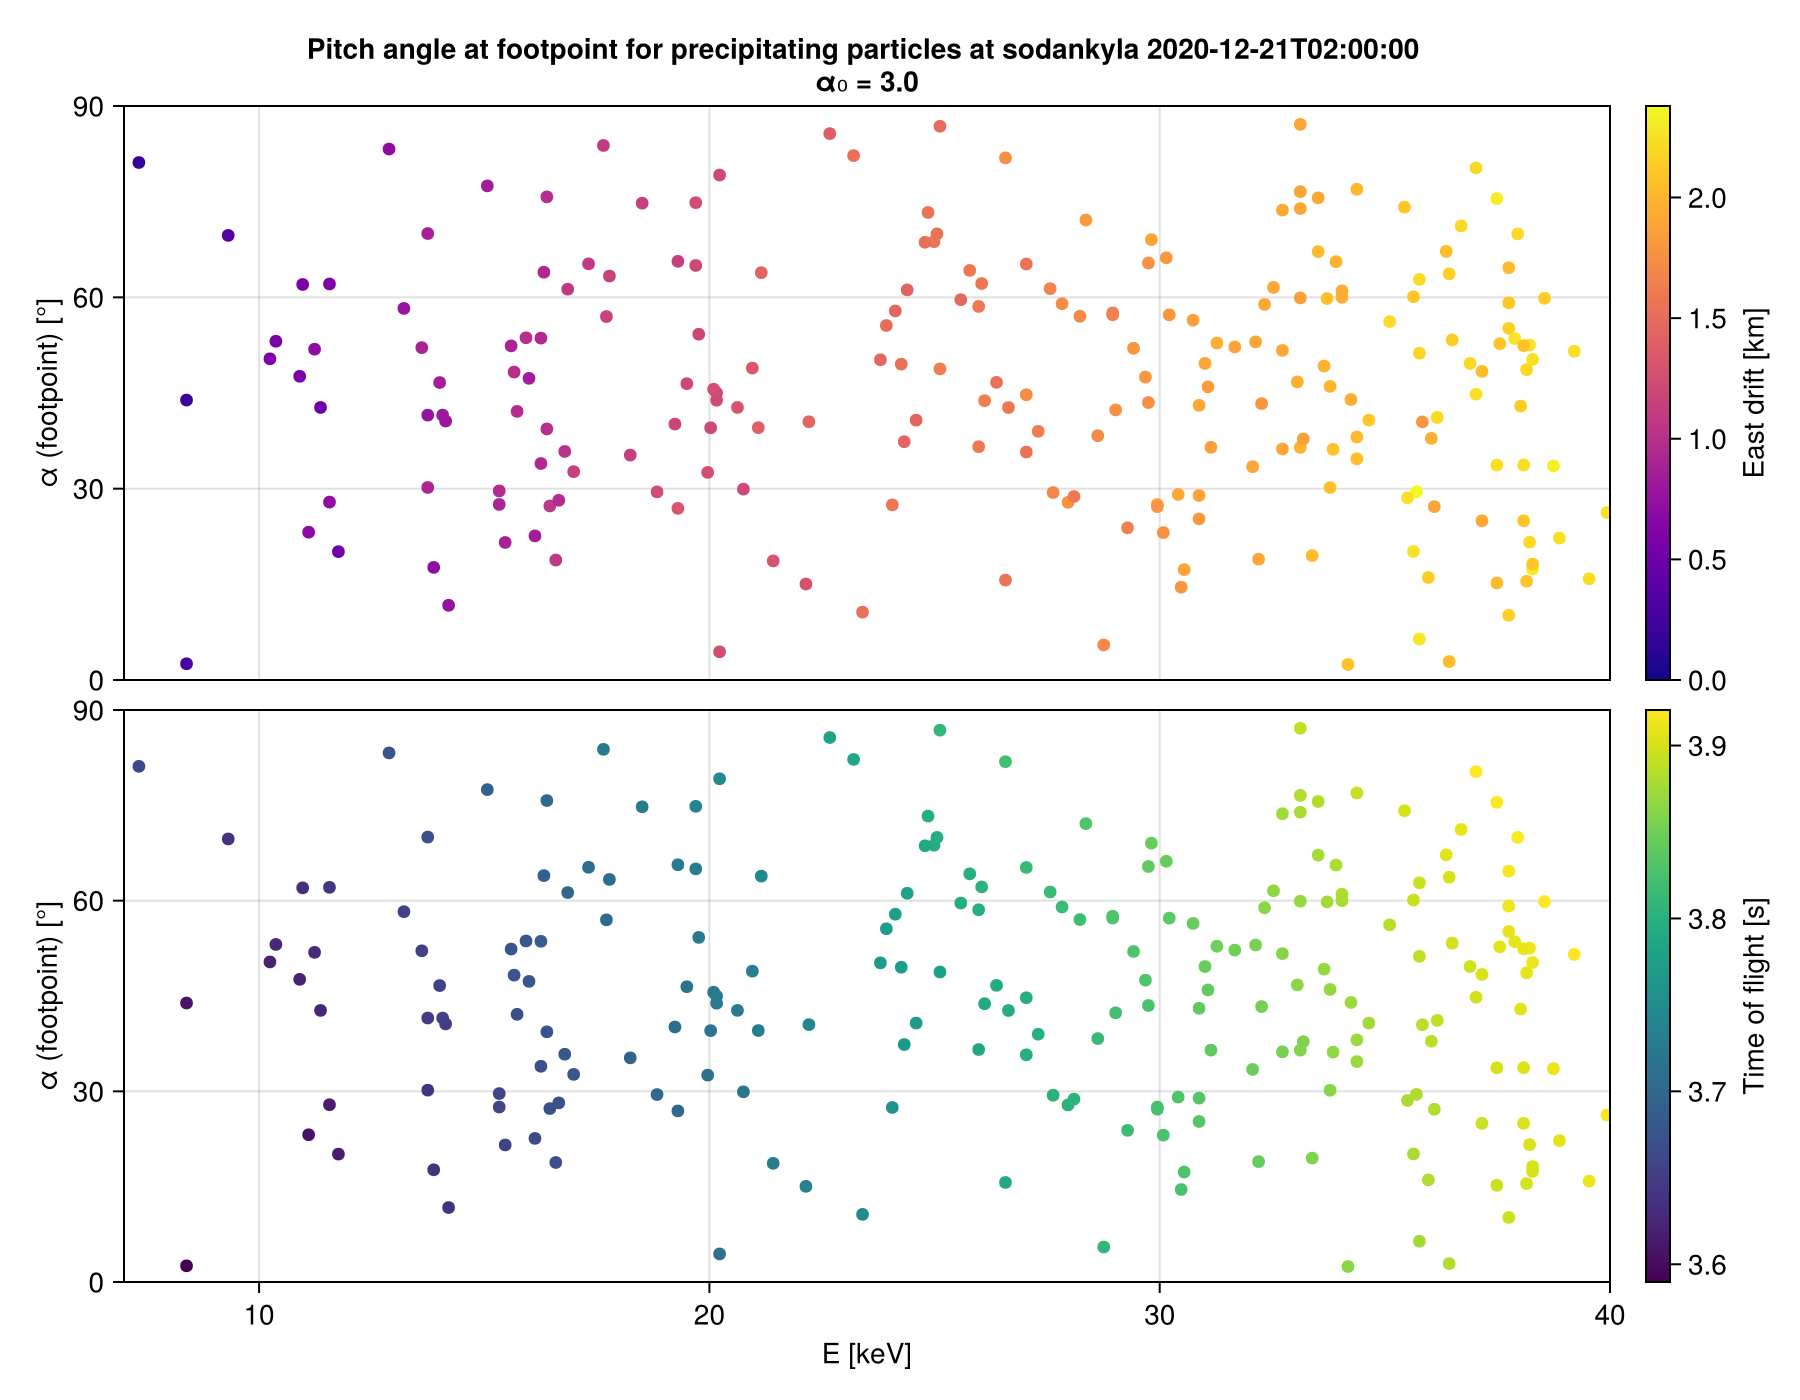 Pitch angle at footpoint for precipitating particles at sodankyla 2020-12-21T02:00:00
α₀ = 3.0
90
60
30
0
α (footpoint) [°]
2.0
1.5
1.0
0.5
0.0
East drift [km]
90
60
30
0
α (footpoint) [°]
3.9
3.8
3.7
3.6
Time of flight [s]
10 20 30 40
E [keV]